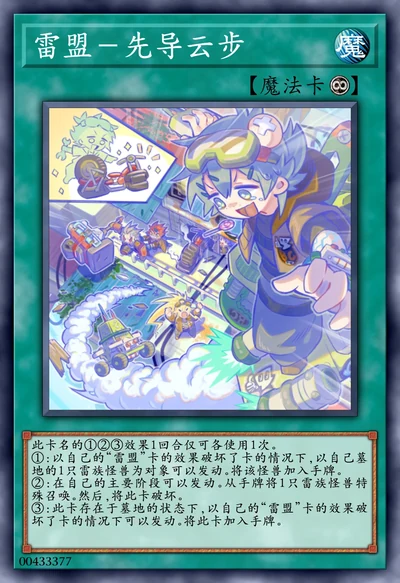 雷盟－先导云步
魔
【魔法卡】
此卡名的①②③效果1回合仅可各使用1次。
①:以自己的“雷盟”卡的效果破坏了卡的情况下,以自己墓
地的1只雷族怪兽为对象可以发动。将该怪兽加入手牌。
②:在自己的主要阶段可以发动。从手牌将1只雷族怪兽特
殊召唤。然后,将此卡破坏。
③:此卡存在于墓地的状态下,以自己的“雷盟”卡的效果破
坏了卡的情况下可以发动。将此卡加入手牌。
00433377